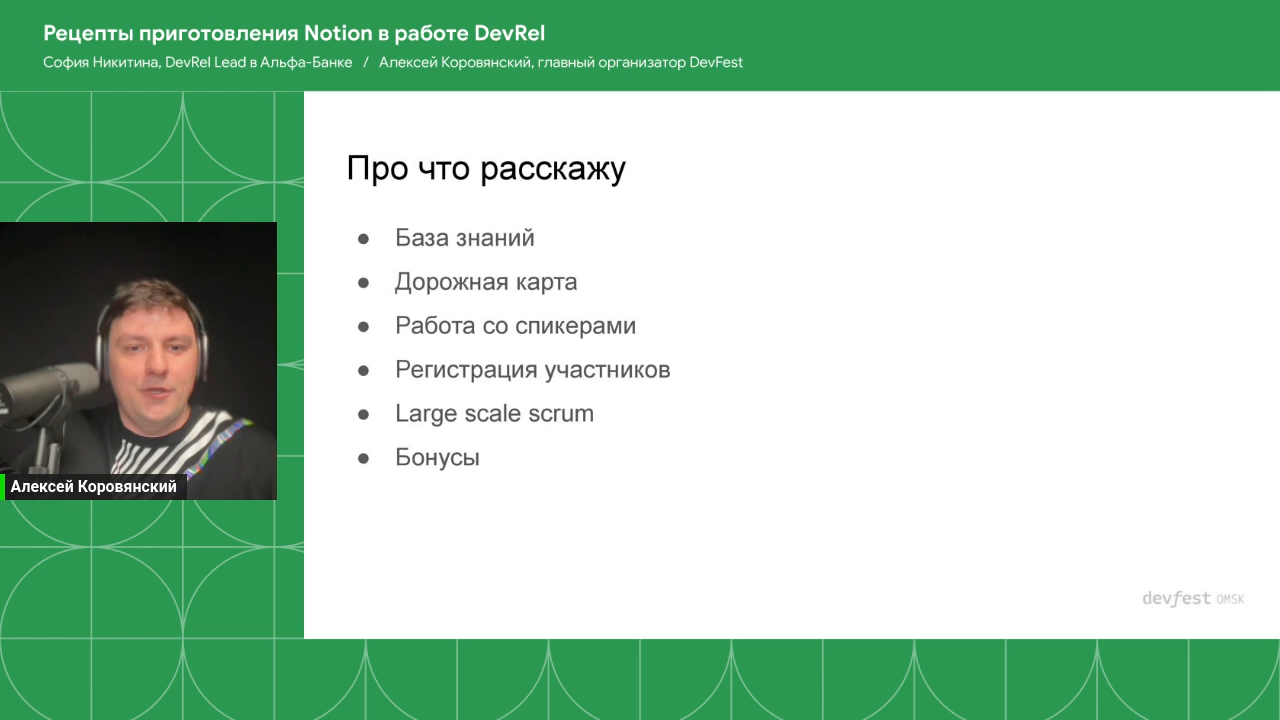 Рецепты приготовления Notion в работе DevRel
София Никитина, DevRel Lead в Альфа-Банке / Алексей Коровянский, главный организатор DevFest
Про что расскажу
● База знаний
● Дорожная карта
● Работа со спикерами
● Регистрация участников
● Large scale scrum
● Бонусы
Алексей Коровянский
devfest OMSK